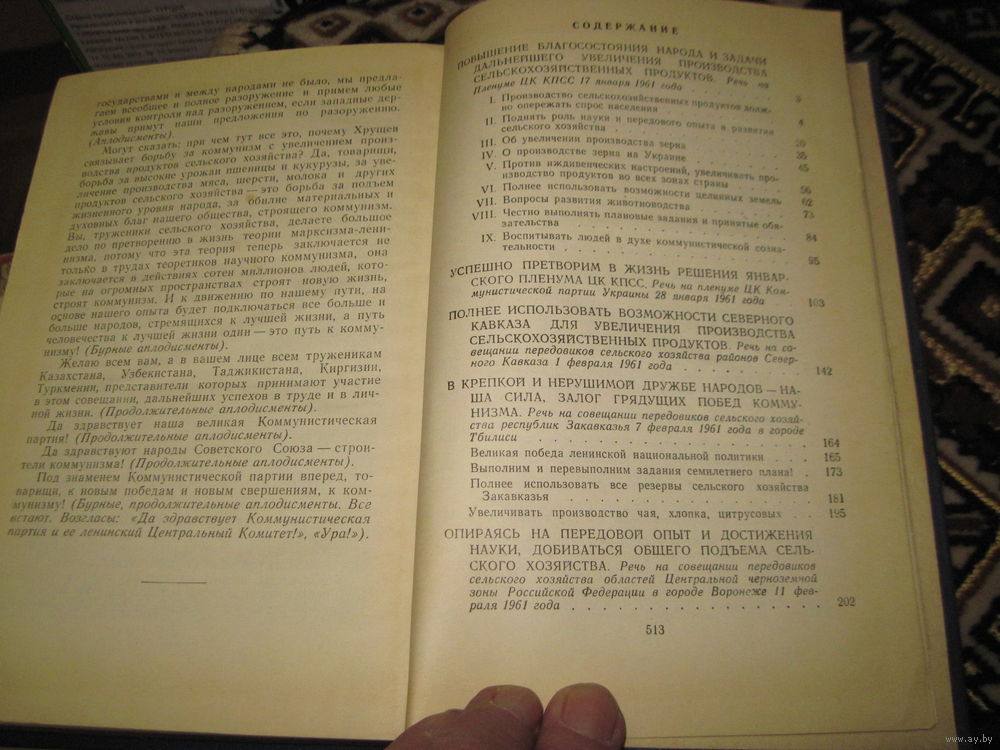 государствами и между народами не было, мы предла-
гаем всеобщее и полное разоружение и примем любые
условия контроля над разоружением, если западные дер-
жавы примут наши предложения по разоружению.
(Аплодисменты).
Могут сказать: при чем тут все это, почему Хрущев
связывает борьбу за коммунизм с увеличением произ-
водства продуктов сельского хозяйства? Да, товарищи,
борьба за высокие урожаи пшеницы и кукурузы, за уве-
личение производства мяса, шерсти, молока и других
продуктов сельского хозяйства — это борьба за подъем
жизненного уровня народа, за обилие материальных и
духовных благ нашего общества, строящего коммунизм.
Вы, труженики сельского хозяйства, делаете большое
дело по претворению в жизнь теории марксизма-лени-
низма, потому что эта теория теперь заключается не
только в трудах теоретиков научного коммунизма, она
заключается в действиях сотен миллионов людей, кото-
рые на огромных пространствах строят новую жизнь,
строят коммунизм. И к движению по нашему пути, на
основе нашего опыта будет подключаться все больше и
больше народов, стремящихся к лучшей жизни, а путь
человечества к лучшей жизни один — это путь к комму-
низму! (Бурные аплодисменты).
Желаю всем вам, а в вашем лице всем труженикам
Казахстана, Узбекистана, Таджикистана, Киргизии,
Туркмении, представители которых принимают участие
в этом совещании, дальнейших успехов в труде и в лич-
ной жизни. (Продолжительные аплодисменты).
Да здравствует наша великая Коммунистическая
партия! (Продолжительные аплодисменты).
Да здравствуют народы Советского Союза — строи-
тели коммунизма! (Продолжительные аплодисменты).
Под знаменем Коммунистической партии вперед, то-
варищи, к новым победам и новым свершениям, к ком-
мунизму! (Бурные, продолжительные аплодисменты. Все
встают. Возгласы: «Да здравствует Коммунистическая
партия и ее ленинский Центральный Комитет!», «Ура!»).
СОДЕРЖАНИЕ
ПОВЫШЕНИЕ БЛАГОСОСТОЯНИЯ НАРОДА И ЗАДАЧИ
ДАЛЬНЕЙШЕГО УВЕЛИЧЕНИЯ ПРОИЗВОДСТВА
СЕЛЬСКОХОЗЯЙСТВЕННЫХ ПРОДУКТОВ. Речь на
Пленуме ЦК КПСС 17 января 1961 года . . . . . . 3
I. Производство сельскохозяйственных продуктов долж-
но опережать спрос населения . . . . . . 4
II. Поднять роль науки и передового опыта в развитии
сельского хозяйства . . . . . . 20
III. Об увеличении производства зерна . . . . . .
IV. О производстве зерна на Украине . . . . . . 45
V. Против иждивенческих настроений, увеличивать про-
изводство продуктов во всех зонах страны . . . . 56
VI. Полнее использовать возможности целинных земель 62
VII. Вопросы развития животноводства . . . . . . 73
VIII. Честно выполнять плановые задания и принятые обя-
зательства . . . . . . 84
IX. Воспитывать людей в духе коммунистической созна-
тельности . . . . . . 95
УСПЕШНО ПРЕТВОРИМ В ЖИЗНЬ РЕШЕНИЯ ЯНВАР-
СКОГО ПЛЕНУМА ЦК КПСС. Речь на пленуме ЦК Ком-
мунистической партии Украины 28 января 1961 года . . . 103
ПОЛНЕЕ ИСПОЛЬЗОВАТЬ ВОЗМОЖНОСТИ СЕВЕРНОГО
КАВКАЗА ДЛЯ УВЕЛИЧЕНИЯ ПРОИЗВОДСТВА
СЕЛЬСКОХОЗЯЙСТВЕННЫХ ПРОДУКТОВ. Речь на со-
вещании передовиков сельского хозяйства районов Север-
ного Кавказа 1 февраля 1961 года . . . . . . 142
В КРЕПКОЙ И НЕРУШИМОЙ ДРУЖБЕ НАРОДОВ — НА-
ША СИЛА, ЗАЛОГ ГРЯДУЩИХ ПОБЕД КОММУ-
НИЗМА. Речь на совещании передовиков сельского хозяй-
ства республик Закавказья 7 февраля 1961 года в городе
Тбилиси . . . . . . 164
Великая победа ленинской национальной политики . . 165
Выполним и перевыполним задания семилетнего плана! . 173
Полнее использовать все резервы сельского хозяйства
Закавказья . . . . . . 181
Увеличивать производство чая, хлопка, цитрусовых . . 195
ОПИРАЯСЬ НА ПЕРЕДОВОЙ ОПЫТ И ДОСТИЖЕНИЯ
НАУКИ, ДОБИВАТЬСЯ ОБЩЕГО ПОДЪЕМА СЕЛЬ-
СКОГО ХОЗЯЙСТВА. Речь на совещании передовиков
сельского хозяйства областей Центральной черноземной
зоны Российской Федерации в городе Воронеже 11 фев-
раля 1961 года . . . . . . 202
513
www.ay.by